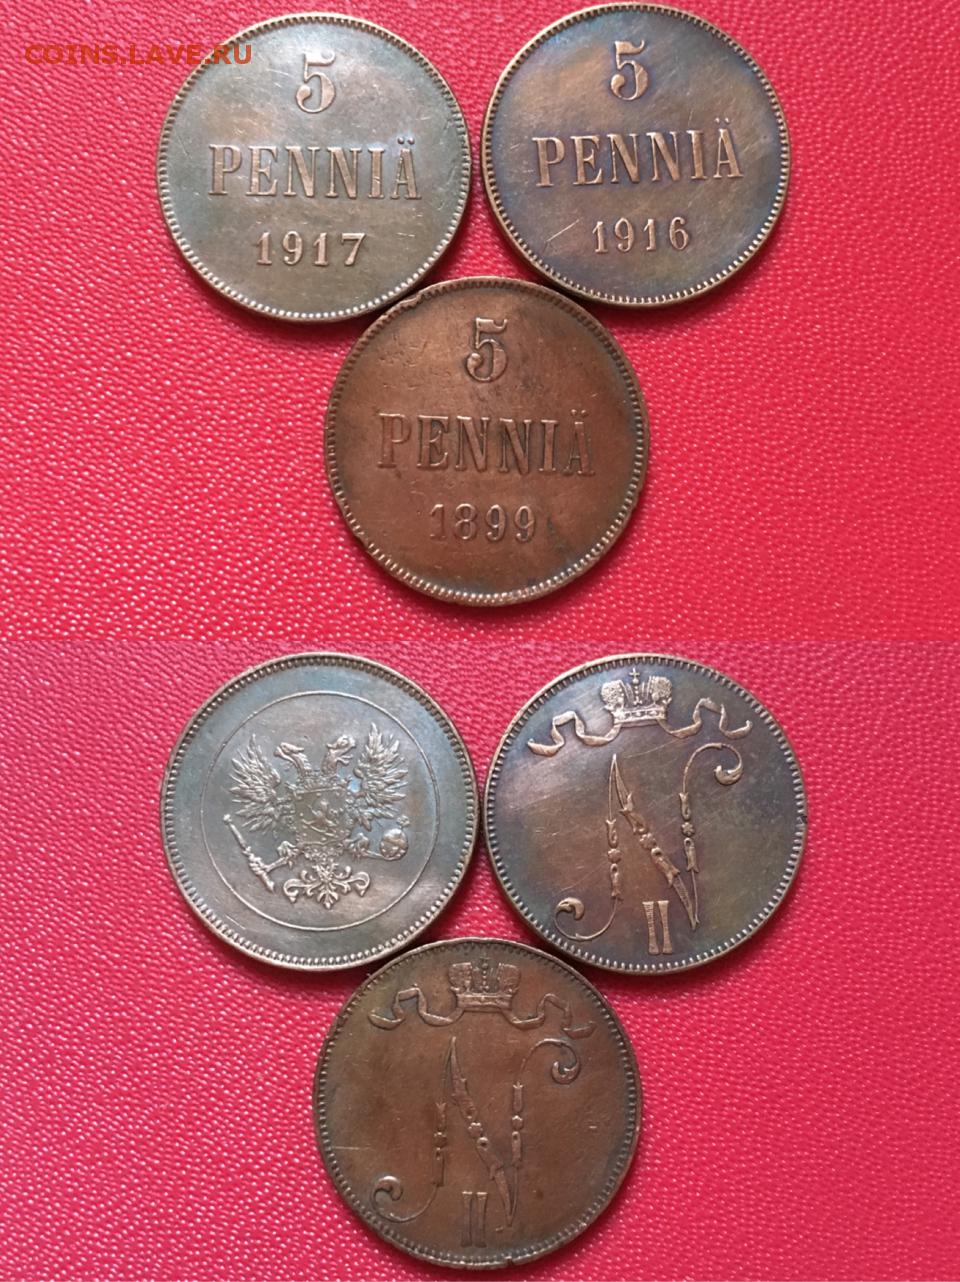 COINS.LAVE.RU
5
PENNIÄ
1917
5
PENNIÄ
1916
5
PENNIÄ
1899
N
II
N
II